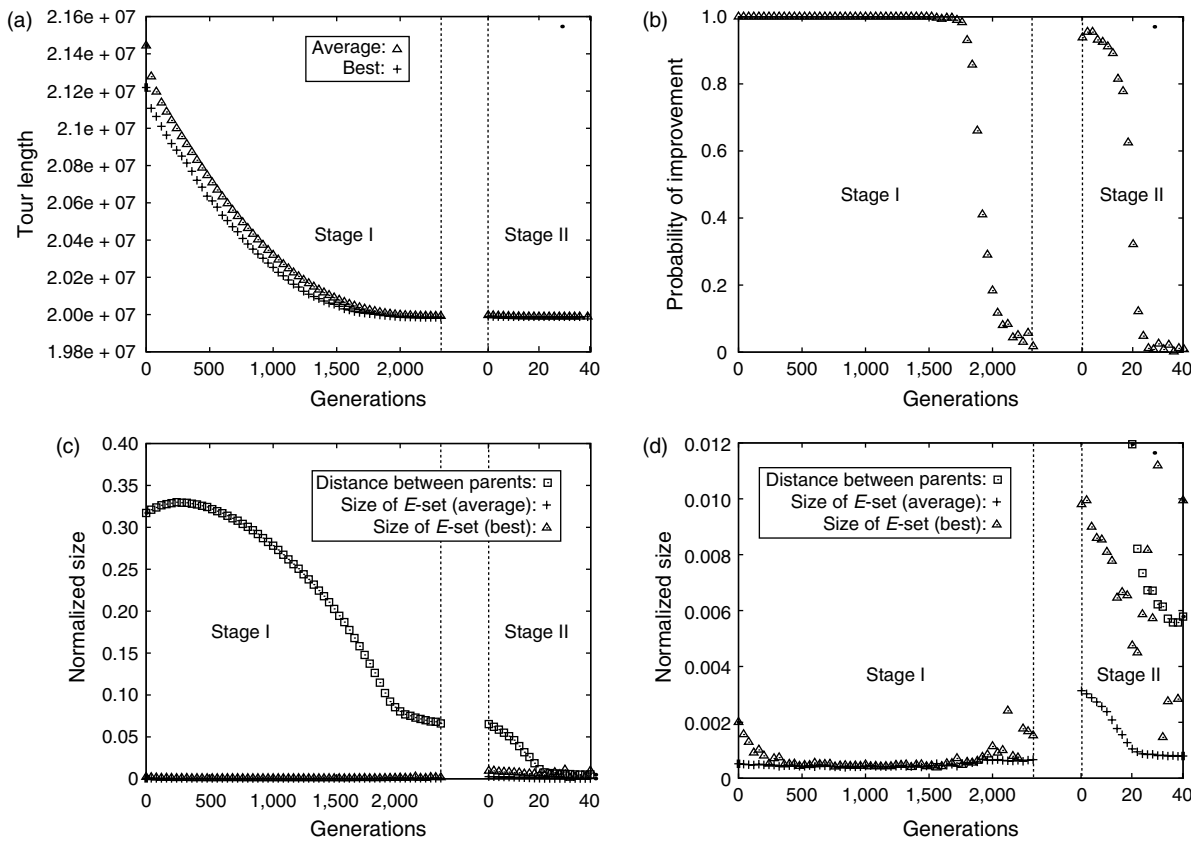 (a)
2.16e + 07
2.14e + 07
2.12e + 07
2.1e + 07
2.08e + 07
2.06e + 07
2.04e + 07
2.02e + 07
2.00e + 07
1.98e + 07
Tour length
Average:
Best:
Stage I
Stage II
0 500 1,000 1,500 2,000 0 20 40
Generations
(b)
1.0
0.8
0.6
0.4
0.2
0
Probability of improvement
Stage I
Stage II
0 500 1,000 1,500 2,000 0 20 40
Generations
(c)
0.40
0.35
0.30
0.25
0.20
0.15
0.10
0.05
0
Normalized size
Distance between parents:
Size of E-set (average):
Size of E-set (best):
Stage I
Stage II
0 500 1,000 1,500 2,000 0 20 40
Generations
(d)
0.012
0.010
0.008
0.006
0.004
0.002
0
Normalized size
Distance between parents:
Size of E-set (average):
Size of E-set (best):
Stage I
Stage II
0 500 1,000 1,500 2,000 0 20 40
Generations